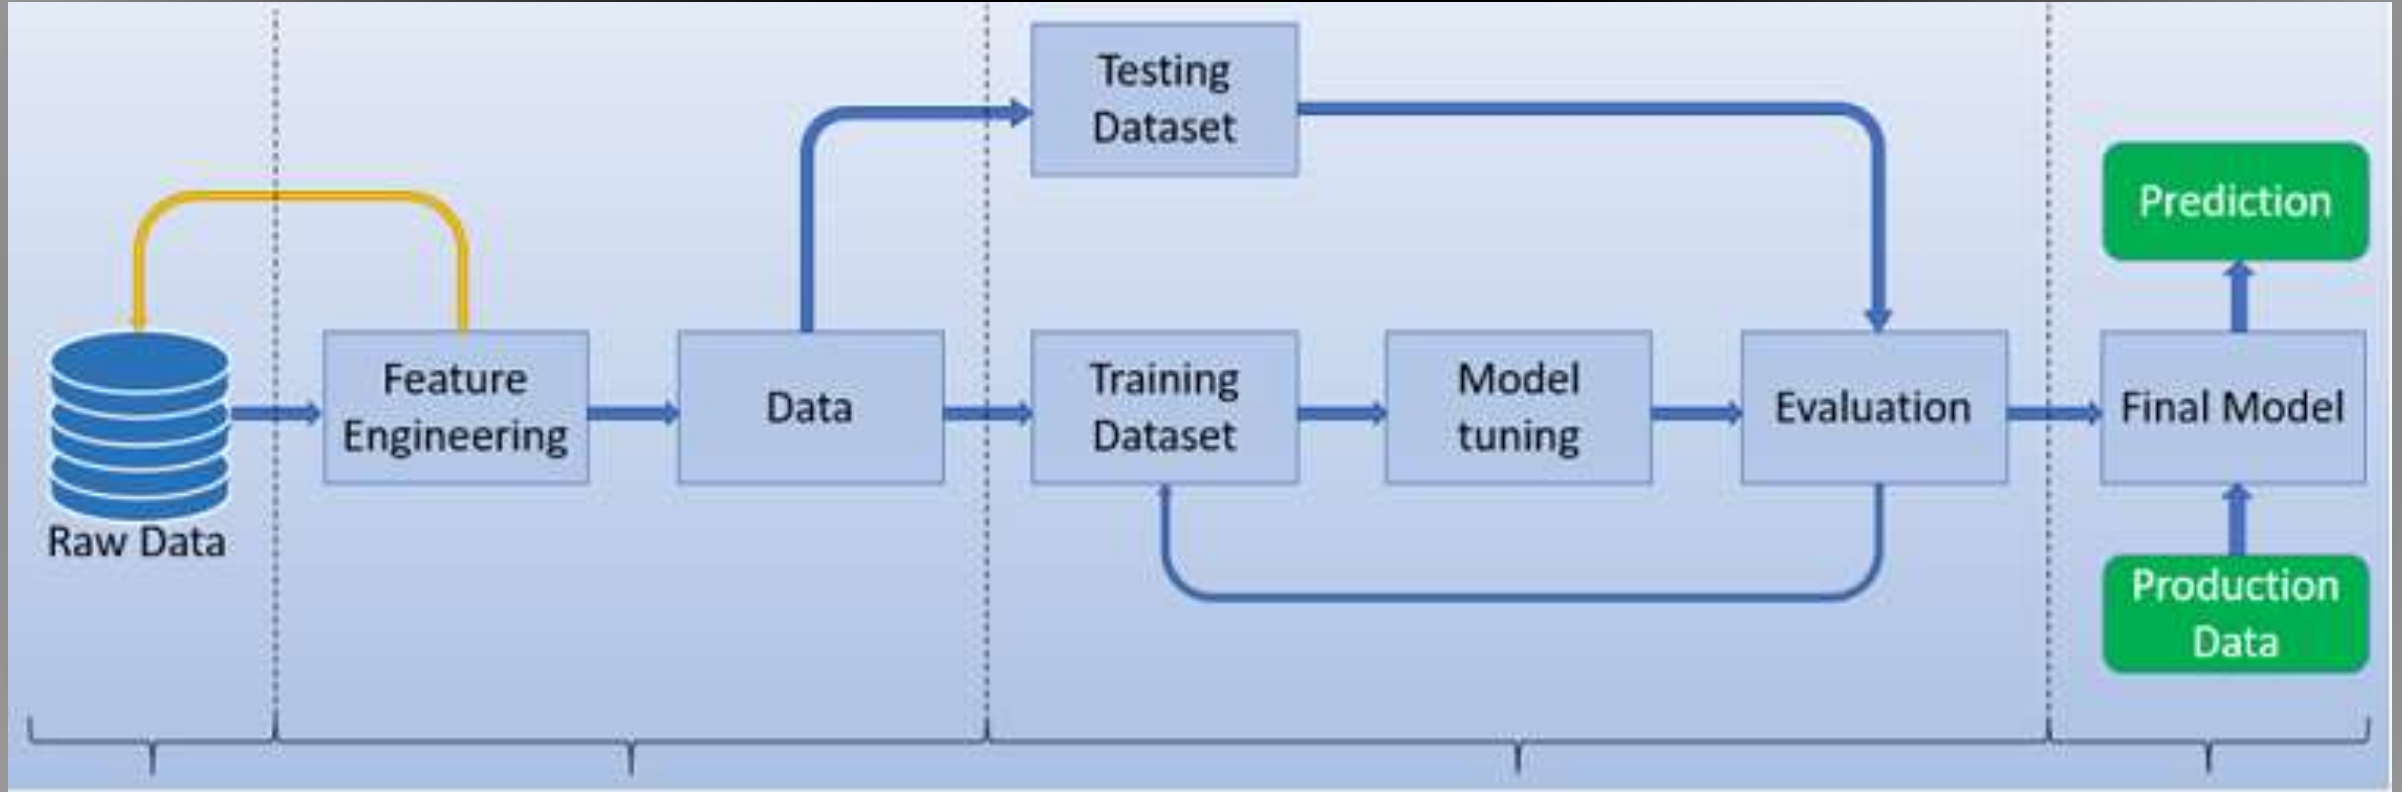 Testing
Dataset
Prediction
Feature
Engineering
Data
Training
Dataset
Model
tuning
Evaluation
Final Model
Raw Data
Production
Data